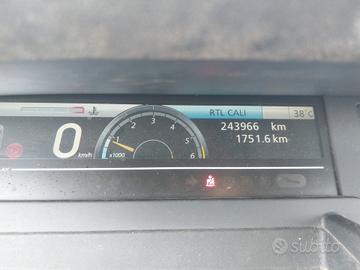 RTL CALI 38°C
243966 km
1751.6 km
0
km/h
1 2 3 4 5 6
x1000
subito